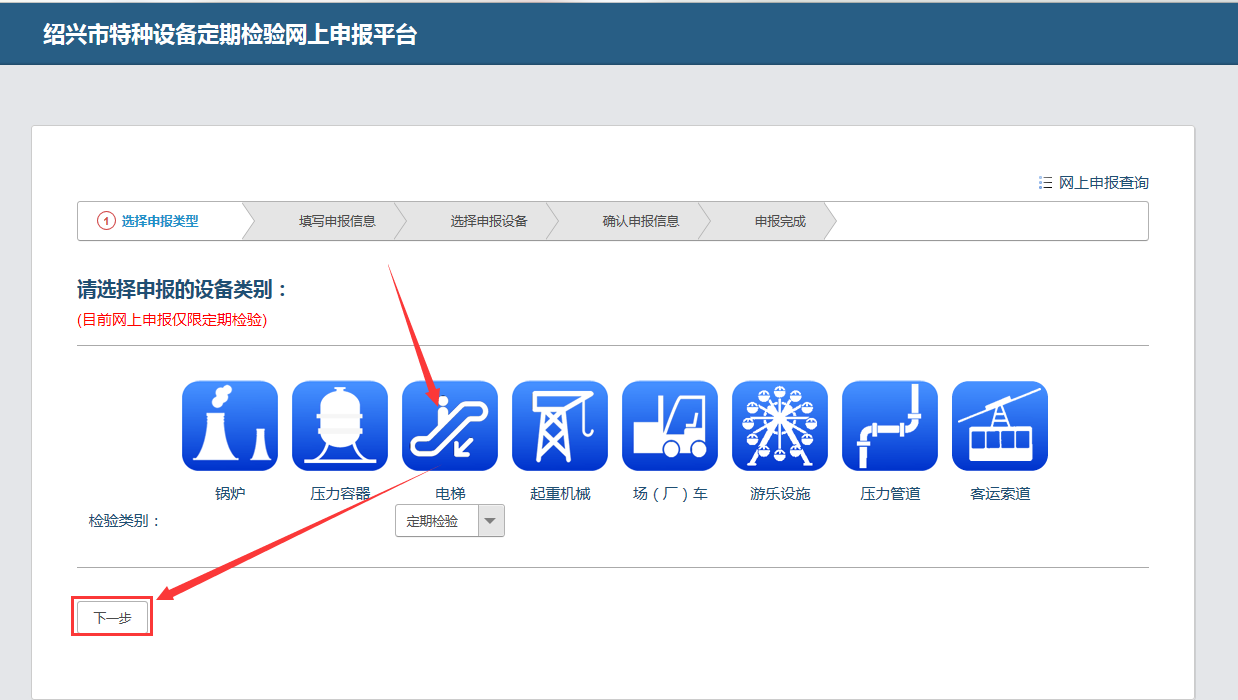 绍兴市特种设备定期检验网上申报平台
网上申报查询
1 选择申报类型 填写申报信息 选择申报设备 确认申报信息 申报完成
请选择申报的设备类别：
(目前网上申报仅限定期检验)
锅炉 压力容器 电梯 起重机械 场（厂）车 游乐设施 压力管道 客运索道
检验类别： 定期检验
下一步